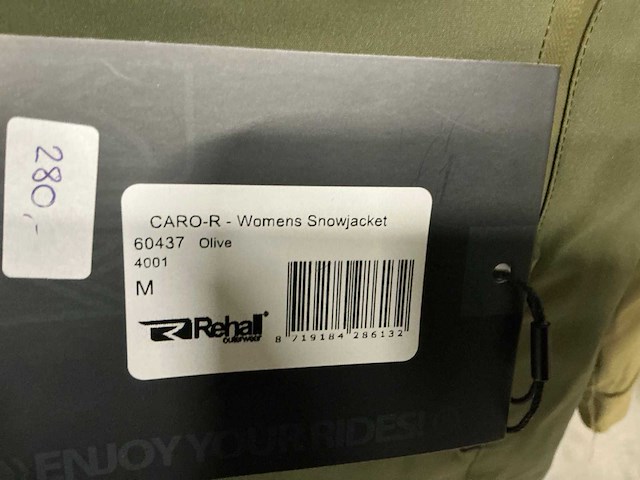 280,-
CARO-R - Womens Snowjacket
60437 Olive
4001
M
Rehall
outerwear
8 719184 286132
ENJOY YOUR RIDES!